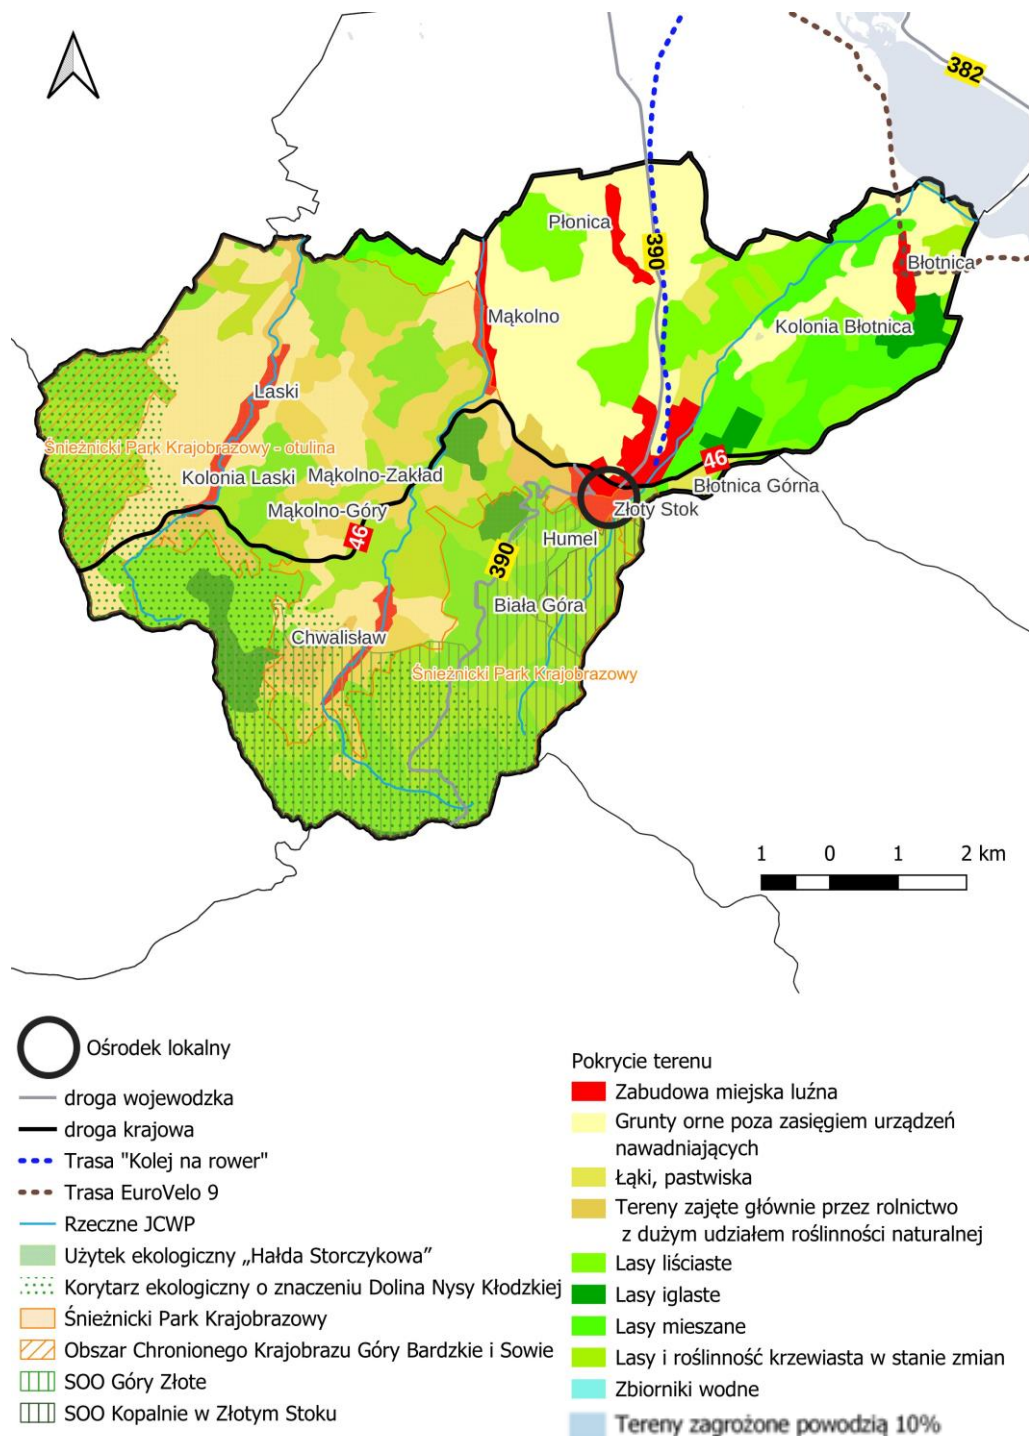 382
Płonica
390
Błotnica
Mąkolno
Kolonia Błotnica
Laski
Śnieżnicki Park Krajobrazowy - otulina
46
Kolonia Laski
Mąkolno-Zakład
Błotnica Górna
Mąkolno-Góry
Złoty Stok
46
Humel
390
Biała Góra
Chwalisław
Śnieżnicki Park Krajobrazowy
1 0 1 2 km
Ośrodek lokalny
droga wojewodzka
droga krajowa
Trasa "Kolej na rower"
Trasa EuroVelo 9
Rzeczne JCWP
Użytek ekologiczny „Hałda Storczykowa”
Korytarz ekologiczny o znaczeniu Dolina Nysy Kłodzkiej
Śnieżnicki Park Krajobrazowy
Obszar Chronionego Krajobrazu Góry Bardzkie i Sowie
SOO Góry Złote
SOO Kopalnie w Złotym Stoku
Pokrycie terenu
Zabudowa miejska luźna
Grunty orne poza zasięgiem urządzeń
nawadniających
Łąki, pastwiska
Tereny zajęte głównie przez rolnictwo
z dużym udziałem roślinności naturalnej
Lasy liściaste
Lasy iglaste
Lasy mieszane
Lasy i roślinność krzewiasta w stanie zmian
Zbiorniki wodne
Tereny zagrożone powodzią 10%